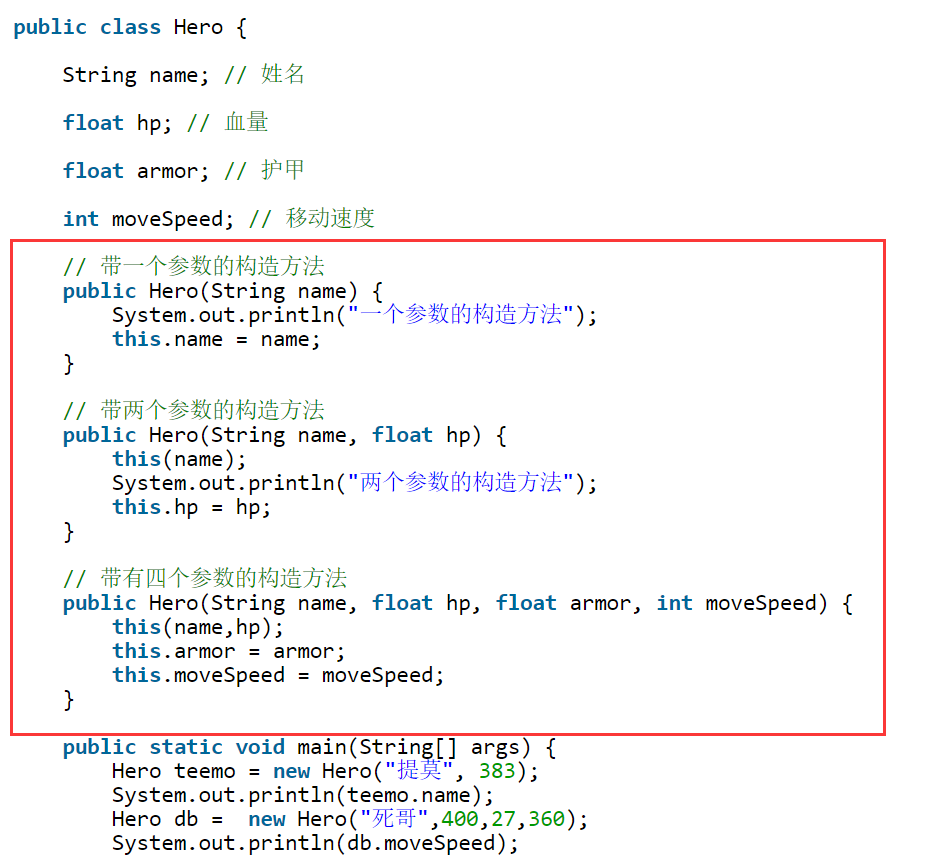 public class Hero {
String name; // 姓名
float hp; // 血量
float armor; // 护甲
int moveSpeed; // 移动速度
// 带一个参数的构造方法
public Hero(String name) {
System.out.println("一个参数的构造方法");
this.name = name;
}
// 带两个参数的构造方法
public Hero(String name, float hp) {
this(name);
System.out.println("两个参数的构造方法");
this.hp = hp;
}
// 带有四个参数的构造方法
public Hero(String name, float hp, float armor, int moveSpeed) {
this(name,hp);
this.armor = armor;
this.moveSpeed = moveSpeed;
}
public static void main(String[] args) {
Hero teemo = new Hero("提莫", 383);
System.out.println(teemo.name);
Hero db =  new Hero("死哥",400,27,360);
System.out.println(db.moveSpeed);